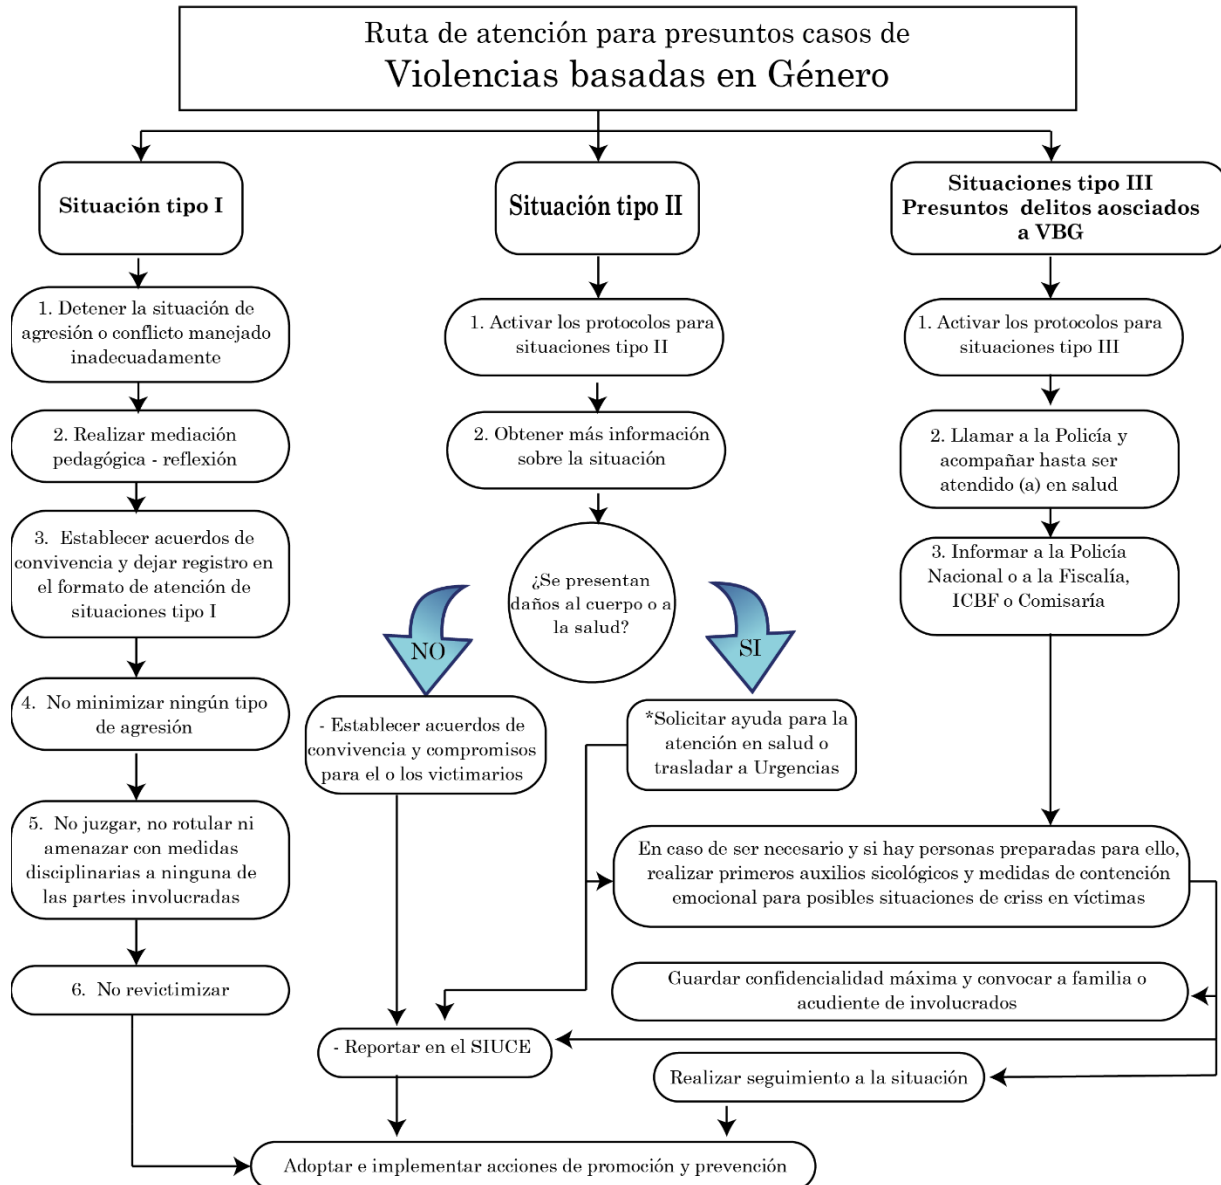 Ruta de atención para presuntos casos de
Violencias basadas en Género
Situación tipo I
1. Detener la situación de
agresión o conflicto manejado
inadecuadamente
2. Realizar mediación
pedagógica - reflexión
3. Establecer acuerdos de
convivencia y dejar registro en
el formato de atención de
situaciones tipo I
4. No minimizar ningún tipo
de agresión
5. No juzgar, no rotular ni
amenazar con medidas
disciplinarias a ninguna de
las partes involucradas
6. No revictimizar
Situación tipo II
1. Activar los protocolos para
situaciones tipo II
2. Obtener más información
sobre la situación
¿Se presentan
daños al cuerpo o a
la salud?
NO
SI
- Establecer acuerdos de
convivencia y compromisos
para el o los victimarios
*Solicitar ayuda para la
atención en salud o
trasladar a Urgencias
Situaciones tipo III
Presuntos delitos aosciados
a VBG
1. Activar los protocolos para
situaciones tipo III
2. Llamar a la Policía y
acompañar hasta ser
atendido (a) en salud
3. Informar a la Policía
Nacional o a la Fiscalía,
ICBF o Comisaría
En caso de ser necesario y si hay personas preparadas para ello,
realizar primeros auxilios sicológicos y medidas de contención
emocional para posibles situaciones de criss en víctimas
Guardar confidencialidad máxima y convocar a familia o
acudiente de involucrados
- Reportar en el SIUCE
Realizar seguimiento a la situación
Adoptar e implementar acciones de promoción y prevención